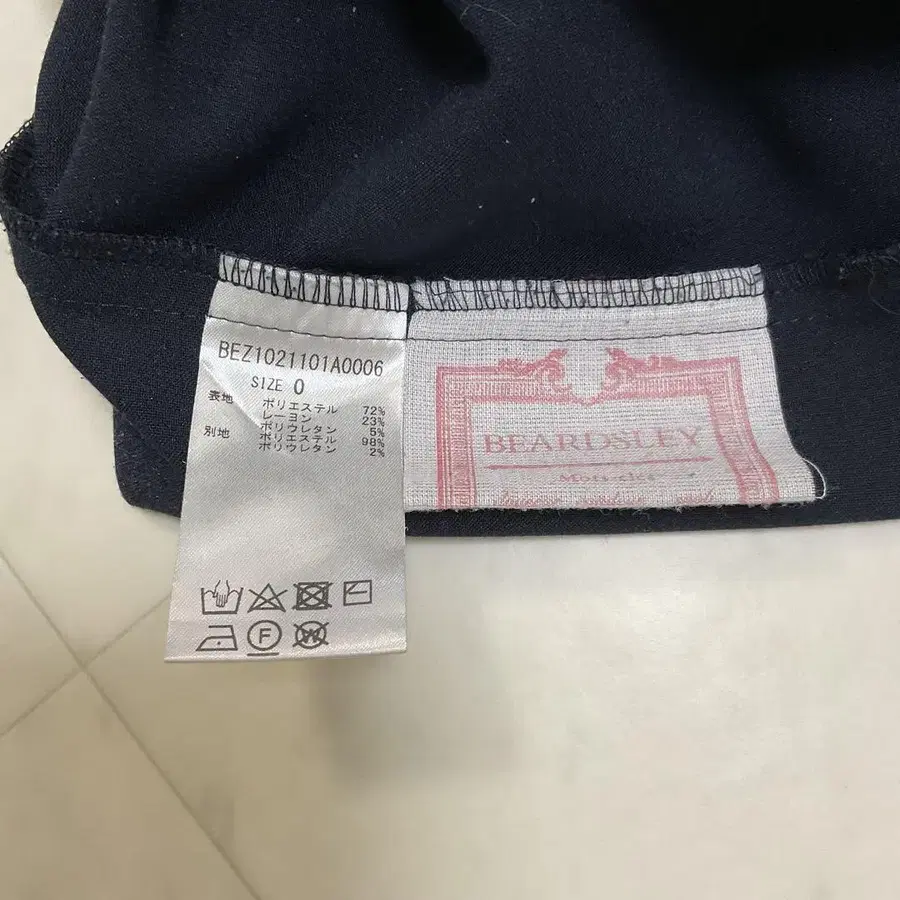 BEZ1021101A0006
SIZE 0
表地 ポリエステル 72%
レーヨン 23%
ポリウレタン 5%
別地 ポリエステル 98%
ポリウレタン 2%
F
W
BEARDSLEY